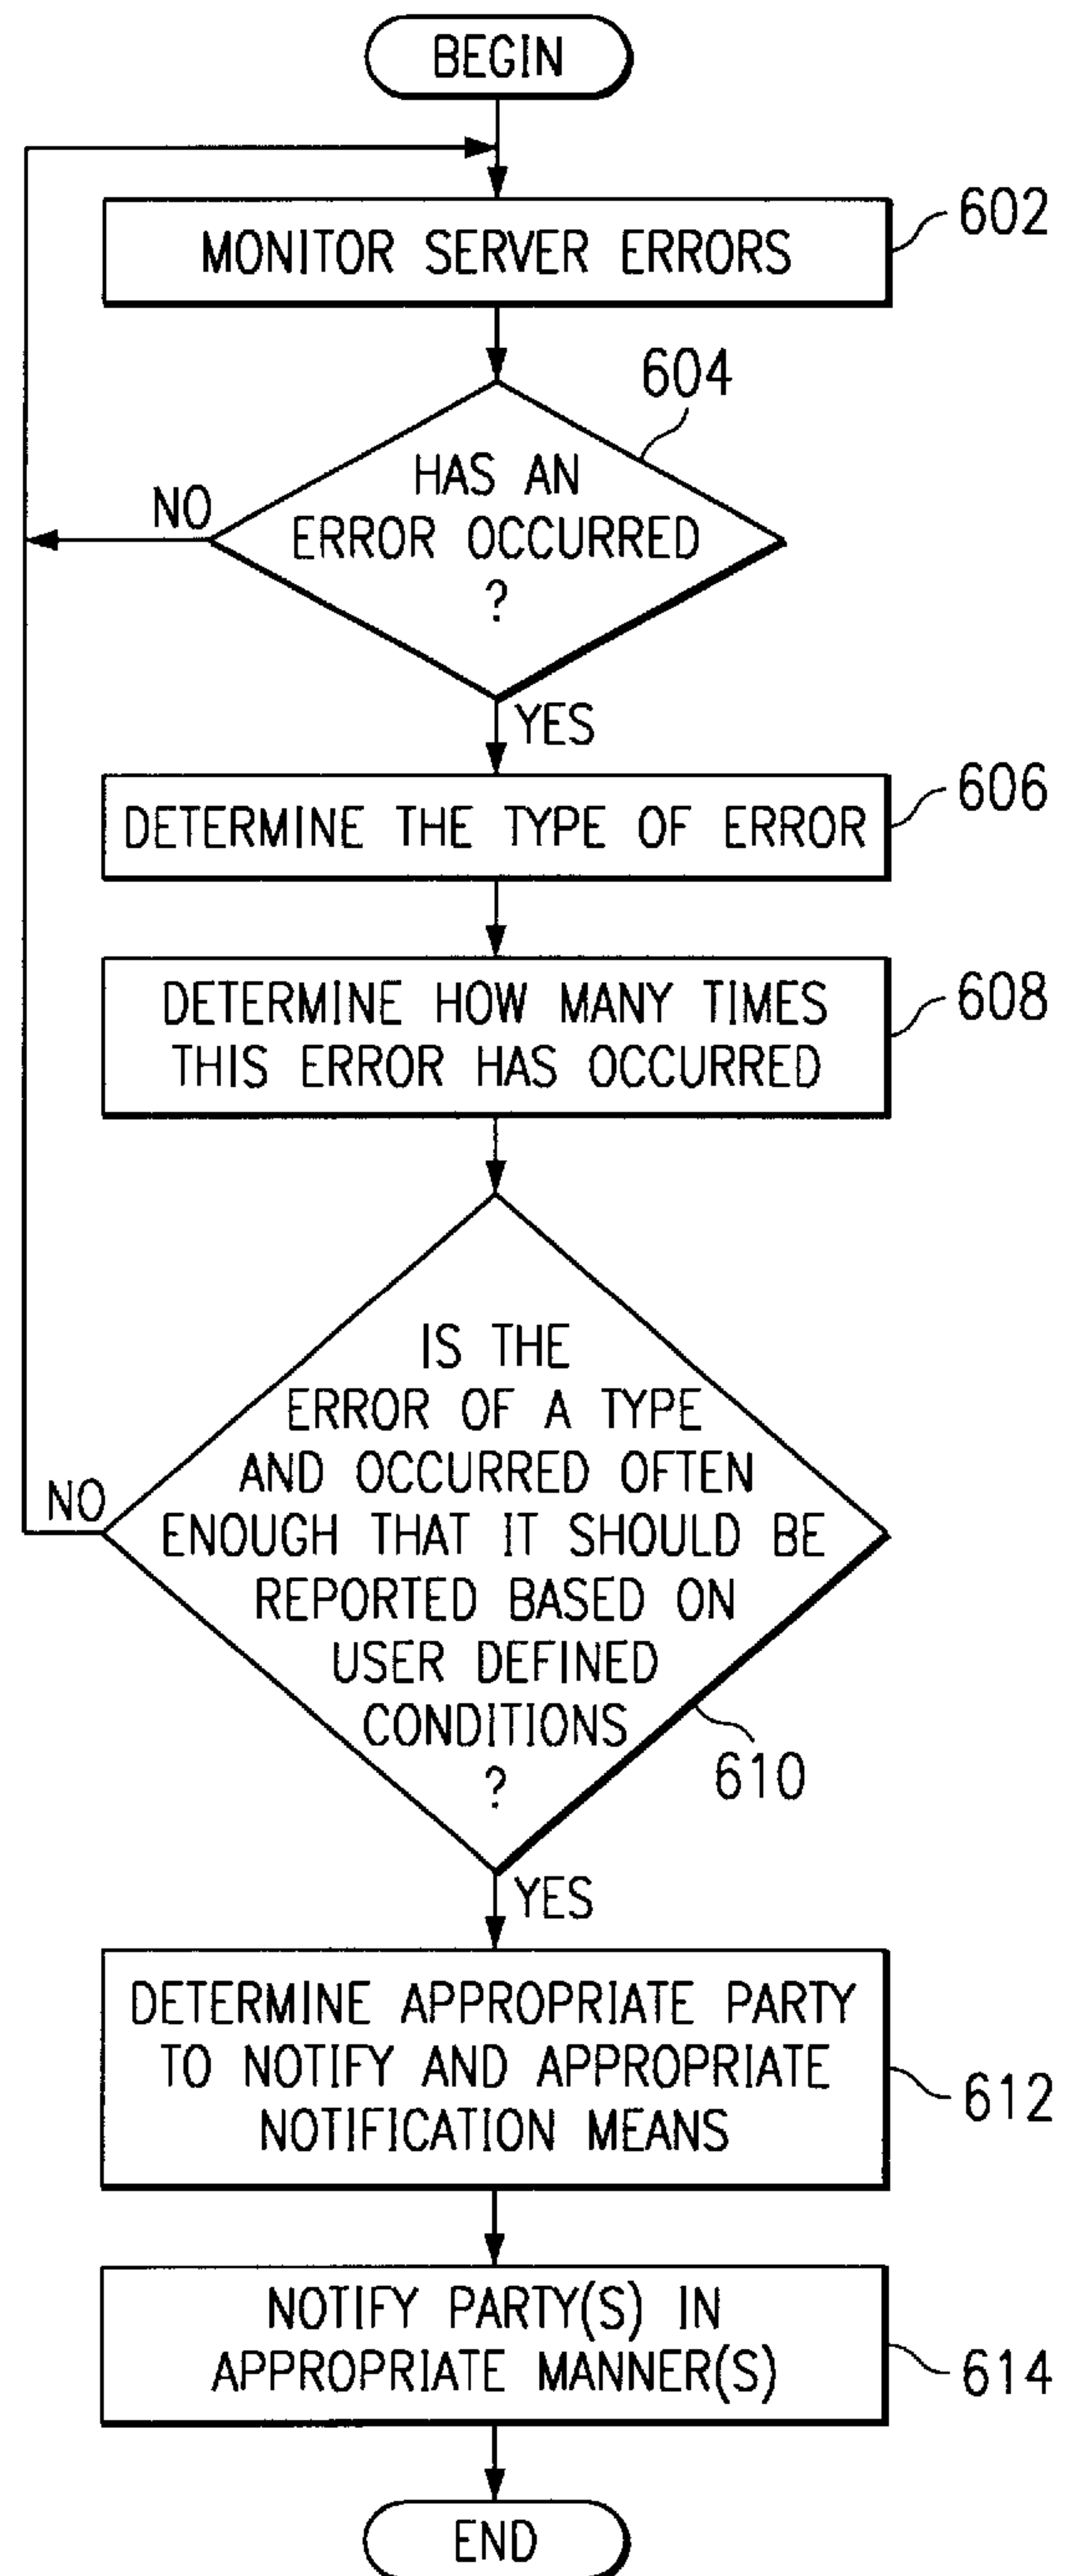 BEGIN
MONITOR SERVER ERRORS
602
604
HAS AN
ERROR OCCURRED
?
NO
YES
DETERMINE THE TYPE OF ERROR
606
DETERMINE HOW MANY TIMES
THIS ERROR HAS OCCURRED
608
IS THE
ERROR OF A TYPE
AND OCCURRED OFTEN
ENOUGH THAT IT SHOULD BE
REPORTED BASED ON
USER DEFINED
CONDITIONS
?
NO
610
YES
DETERMINE APPROPRIATE PARTY
TO NOTIFY AND APPROPRIATE
NOTIFICATION MEANS
612
NOTIFY PARTY(S) IN
APPROPRIATE MANNER(S)
614
END